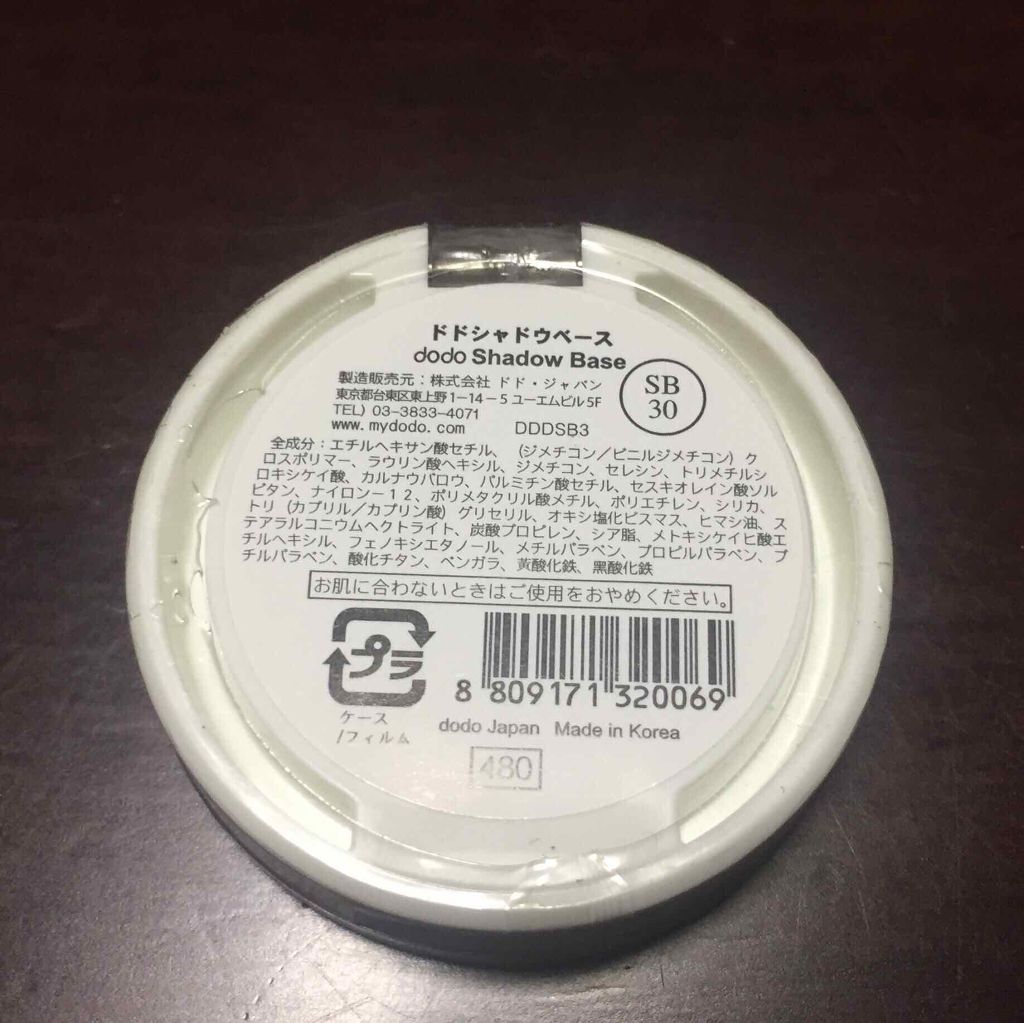 ドドシャドウベース
dodo Shadow Base
SB
30
製造販売元：株式会社 ドド・ジャパン
東京都台東区東上野1－14－5 ユーエムビル5F
TEL) 03-3833-4071
www. mydodo. com DDDSB3
全成分：エチルヘキサン酸セチル、（ジメチコン／ビニルジメチコン）ク
ロスポリマー、ラウリン酸ヘキシル、ジメチコン、セレシン、トリメチルシ
ロキシケイ酸、カルナウバロウ、パルミチン酸セチル、セスキオレイン酸ソル
ビタン、ナイロン－１２、ポリメタクリル酸メチル、ポリエチレン、シリカ、
トリ（カプリル／カプリン酸）グリセリル、オキシ塩化ビスマス、ヒマシ油、ス
テアラルコニウムヘクトライト、炭酸プロピレン、シア脂、メトキシケイヒ酸エ
チルヘキシル、フェノキシエタノール、メチルパラベン、プロピルパラベン、ブ
チルパラベン、酸化チタン、ベンガラ、黄酸化鉄、黒酸化鉄
お肌に合わないときはご使用をおやめください。
プラ
ケース
/フィルム
8 809171 320069
dodo Japan Made in Korea
480